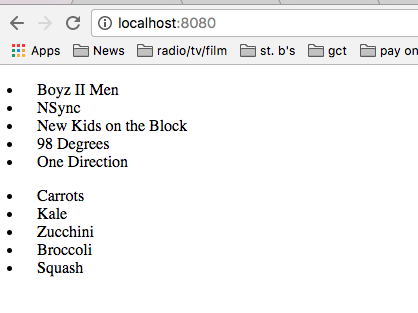 localhost:8080
Apps News radio/tv/film st. b's gct pay on
Boyz II Men
NSync
New Kids on the Block
98 Degrees
One Direction
Carrots
Kale
Zucchini
Broccoli
Squash